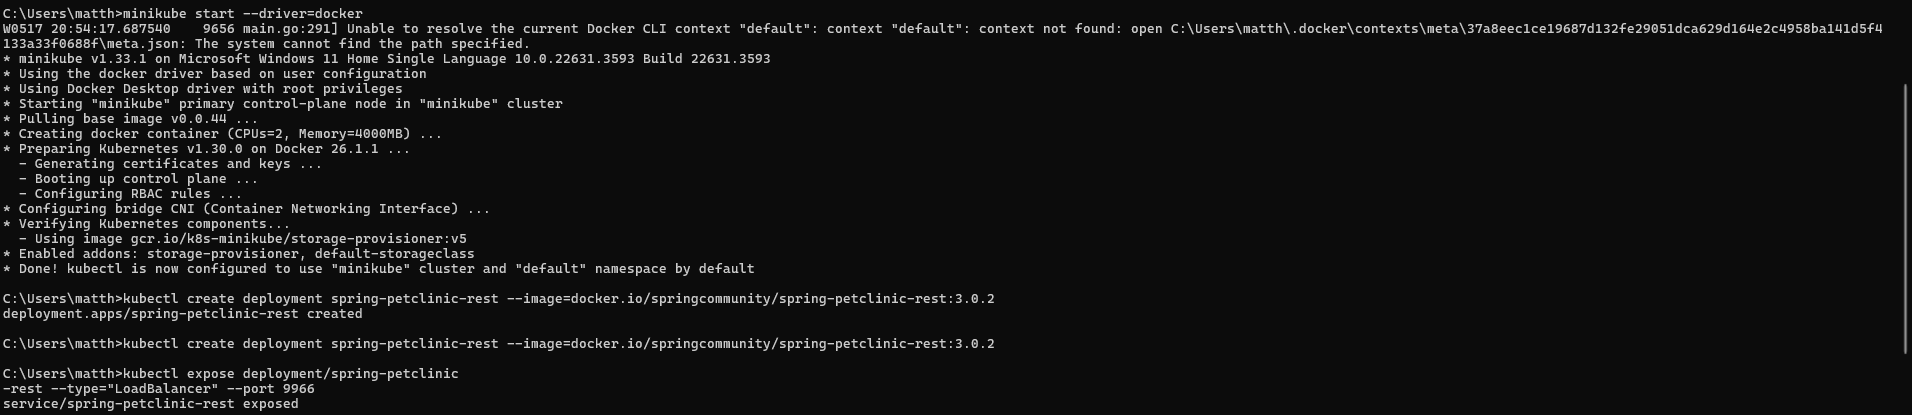 C:\Users\matth>minikube start --driver=docker
W0517 20:54:17.687540    9656 main.go:291] Unable to resolve the current Docker CLI context "default": context "default": context not found: open C:\Users\matth\.docker\contexts\meta\37a8eec1ce19687d132fe29051dca629d164e2c4958ba141d5f4
133a33f0688f\meta.json: The system cannot find the path specified.
* minikube v1.33.1 on Microsoft Windows 11 Home Single Language 10.0.22631.3593 Build 22631.3593
* Using the docker driver based on user configuration
* Using Docker Desktop driver with root privileges
* Starting "minikube" primary control-plane node in "minikube" cluster
* Pulling base image v0.0.44 ...
* Creating docker container (CPUs=2, Memory=4000MB) ...
* Preparing Kubernetes v1.30.0 on Docker 26.1.1 ...
  - Generating certificates and keys ...
  - Booting up control plane ...
  - Configuring RBAC rules ...
* Configuring bridge CNI (Container Networking Interface) ...
* Verifying Kubernetes components...
  - Using image gcr.io/k8s-minikube/storage-provisioner:v5
* Enabled addons: storage-provisioner, default-storageclass
* Done! kubectl is now configured to use "minikube" cluster and "default" namespace by default
C:\Users\matth>kubectl create deployment spring-petclinic-rest --image=docker.io/springcommunity/spring-petclinic-rest:3.0.2
deployment.apps/spring-petclinic-rest created
C:\Users\matth>kubectl create deployment spring-petclinic-rest --image=docker.io/springcommunity/spring-petclinic-rest:3.0.2
C:\Users\matth>kubectl expose deployment/spring-petclinic
-rest --type="LoadBalancer" --port 9966
service/spring-petclinic-rest exposed